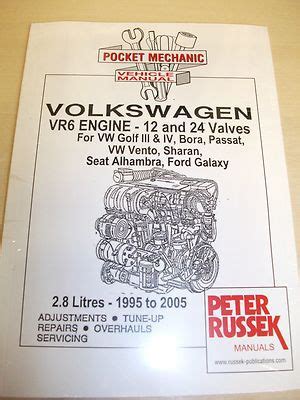 POCKET MECHANIC
VEHICLE MANUAL
VOLKSWAGEN
VR6 ENGINE - 12 and 24 Valves
For VW Golf III & IV, Bora, Passat,
VW Vento, Sharan,
Seat Alhambra, Ford Galaxy
2.8 Litres - 1995 to 2005
ADJUSTMENTS • TUNE-UP
REPAIRS • OVERHAULS
SERVICING
PETER
RUSSEK
MANUALS
www.russek-publications.com